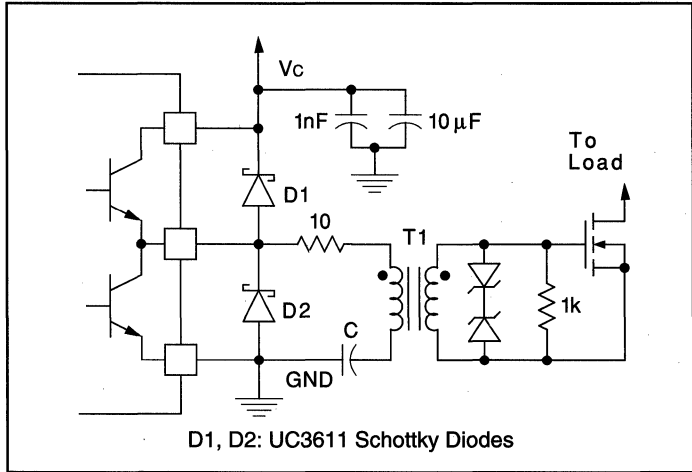 VC
1nF
10 µF
To
Load
D1
10
T1
D2
1k
C
GND
D1, D2: UC3611 Schottky Diodes